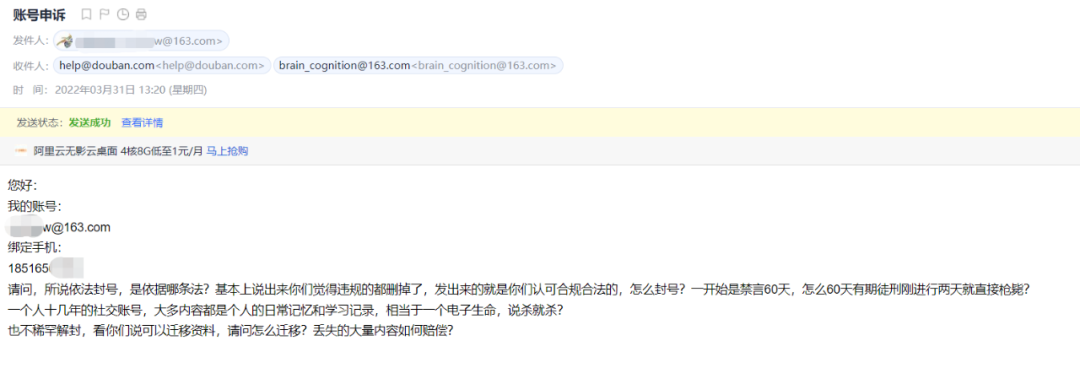 账号申诉
发件人： w@163.com>
收件人： help@douban.com<help@douban.com> brain_cognition@163.com<brain_cognition@163.com>
时 间： 2022年03月31日 13:20 (星期四)
发送状态：发送成功 查看详情
阿里云无影云桌面 4核8G低至1元/月 马上抢购
您好：
我的账号：
w@163.com
绑定手机：
185165
请问，所说依法封号，是依据哪条法？基本上说出来你们觉得违规的都删掉了，发出来的就是你们认可合规合法的，怎么封号？一开始是禁言60天，怎么60天有期徒刑刚进行两天就直接枪毙？
一个人十几年的社交账号，大多内容都是个人的日常记忆和学习记录，相当于一个电子生命，说杀就杀？
也不稀罕解封，看你们说可以迁移资料，请问怎么迁移？丢失的大量内容如何赔偿？